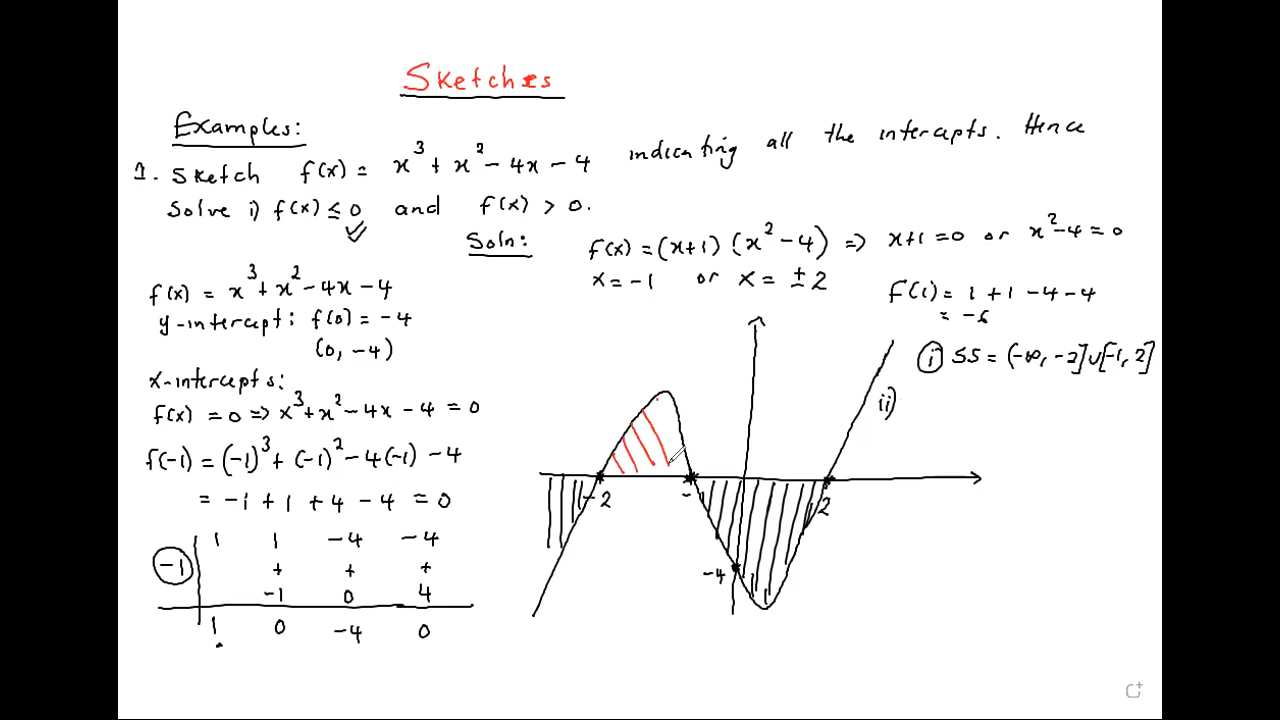 Sketches
Examples:
1. Sketch f(x) = x³ + x² - 4x - 4 indicating all the intercepts. Hence
Solve i) f(x) ≤ 0 and f(x) > 0.
Soln:
f(x) = x³ + x² - 4x - 4
y-intercept: f(0) = -4
(0, -4)
x-intercepts:
f(x) = 0 => x³ + x² - 4x - 4 = 0
f(-1) = (-1)³ + (-1)² - 4(-1) - 4
= -1 + 1 + 4 - 4 = 0
1 1 -4 -4
-1 + + +
-1 0 4
1 0 -4 0
f(x) = (x+1) (x² - 4) => x+1 = 0 or x² - 4 = 0
x = -1 or x = ± 2
F(1) = 1 + 1 - 4 - 4
= -6
i SS = (-∞, -2] ∪ [-1, 2]
ii)
-2
-1
2
-4